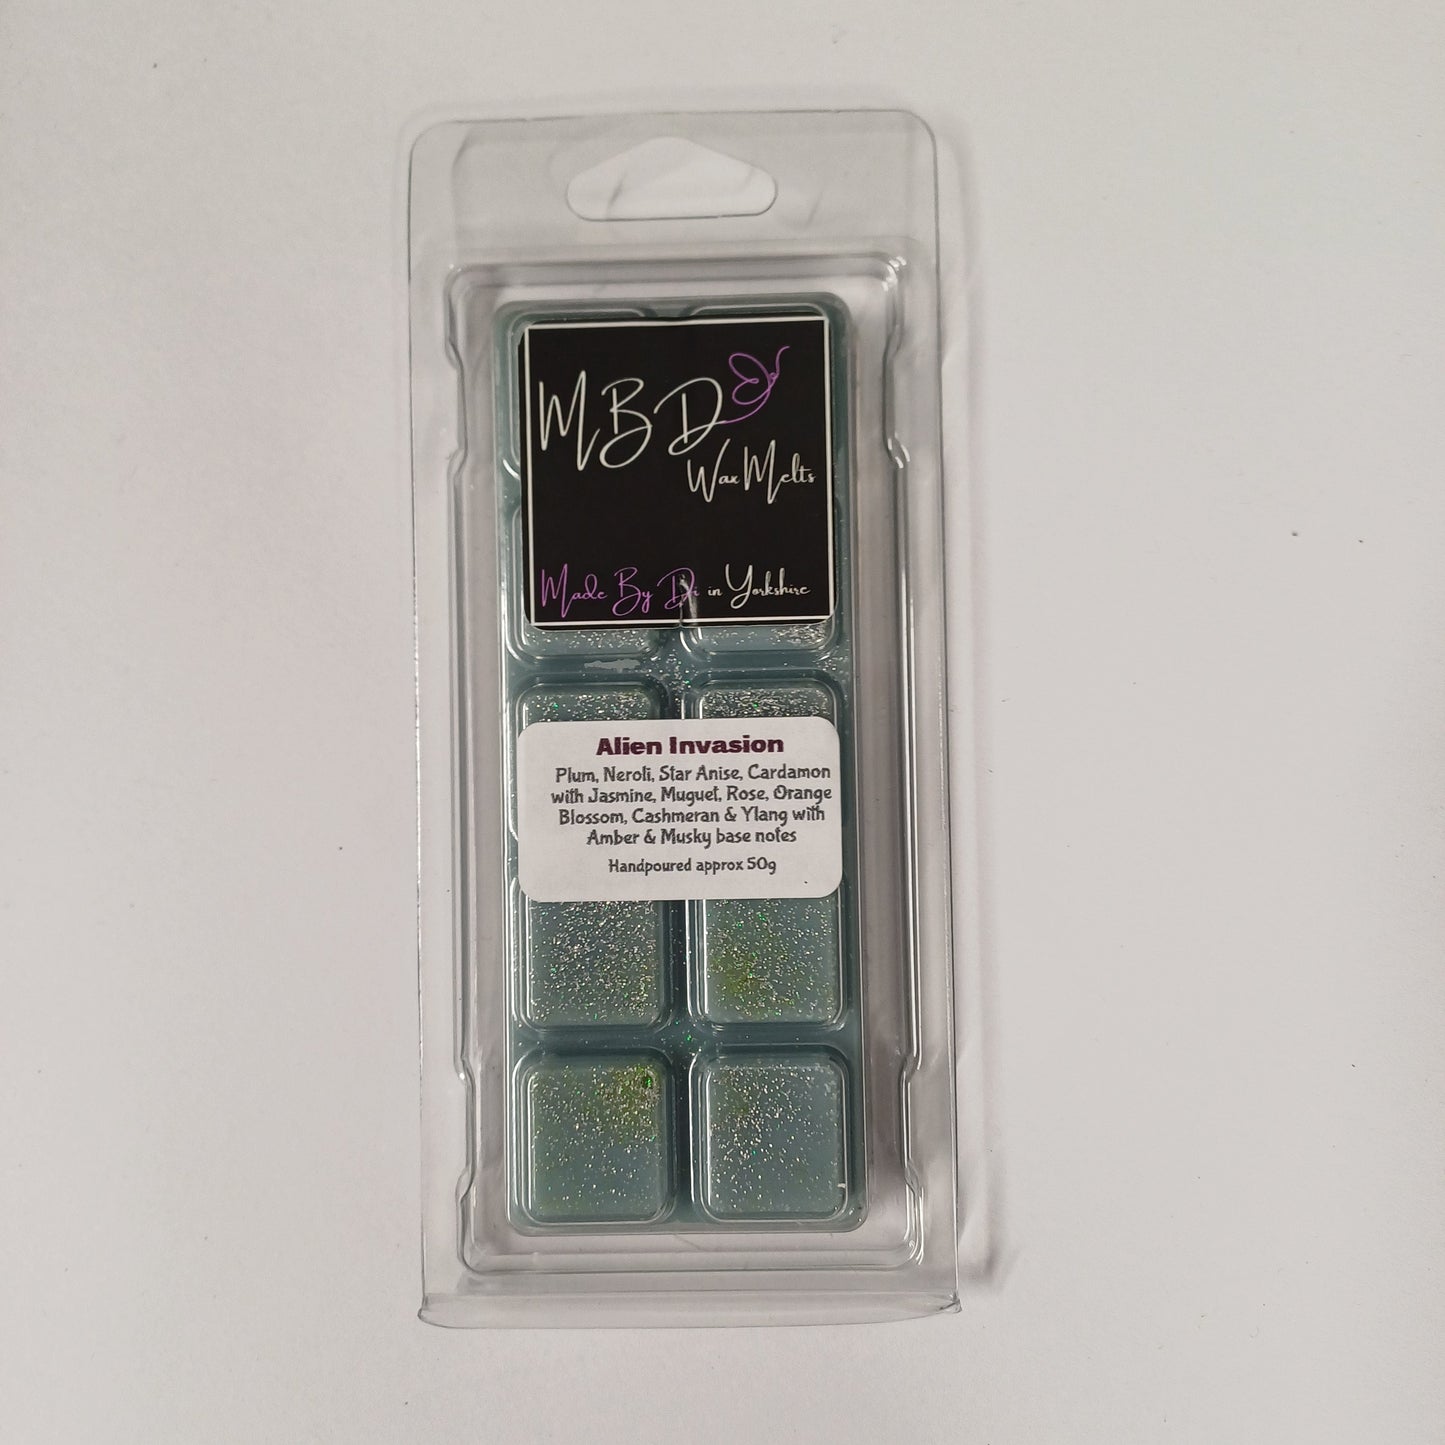 MBD
Wax Melts
Made By Di in Yorkshire
Alien Invasion
Plum, Neroli, Star Anise, Cardamon
with Jasmine, Muguet, Rose, Orange
Blossom, Cashmeran & Ylang with
Amber & Musky base notes
Handpoured approx 50g